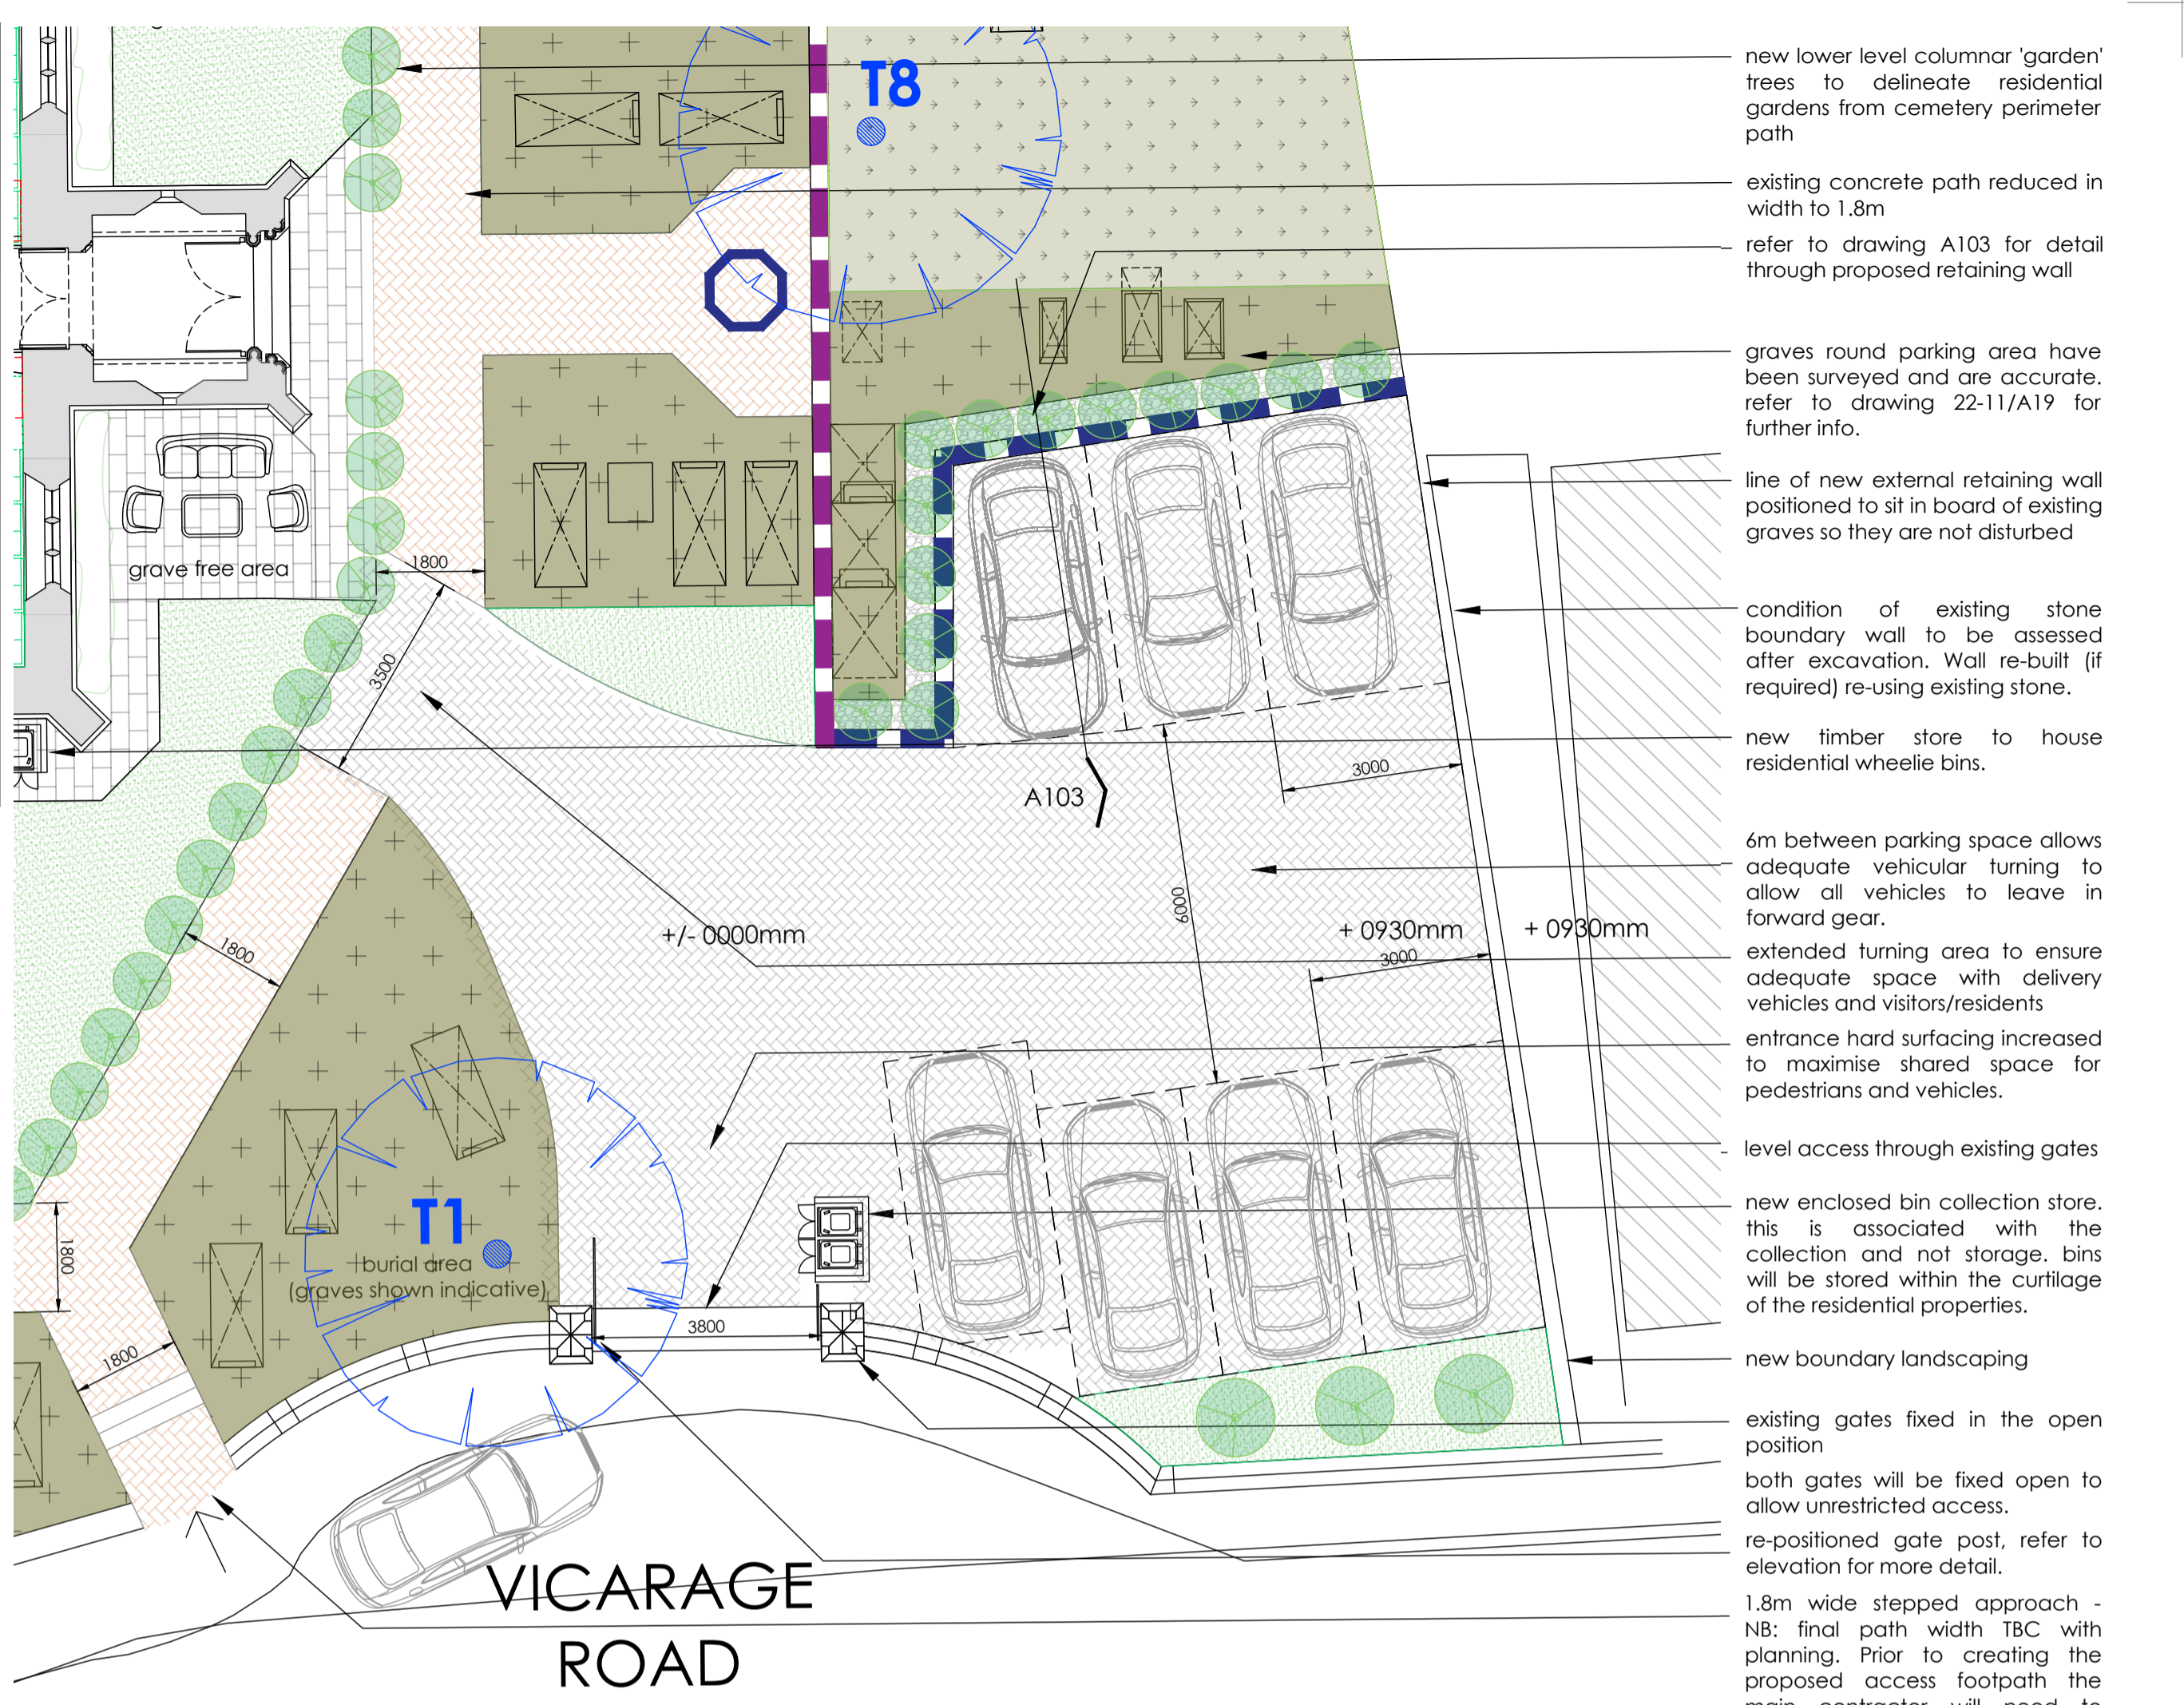 new lower level columnar 'garden'
trees to delineate residential
gardens from cemetery perimeter
path
existing concrete path reduced in
width to 1.8m
refer to drawing A103 for detail
through proposed retaining wall
graves round parking area have
been surveyed and are accurate.
refer to drawing 22-11/A19 for
further info.
line of new external retaining wall
positioned to sit in board of existing
graves so they are not disturbed
condition of existing stone
boundary wall to be assessed
after excavation. Wall re-built (if
required) re-using existing stone.
new timber store to house
residential wheelie bins.
6m between parking space allows
adequate vehicular turning to
allow all vehicles to leave in
forward gear.
extended turning area to ensure
adequate space with delivery
vehicles and visitors/residents
entrance hard surfacing increased
to maximise shared space for
pedestrians and vehicles.
level access through existing gates
new enclosed bin collection store.
this is associated with the
collection and not storage. bins
will be stored within the curtilage
of the residential properties.
new boundary landscaping
existing gates fixed in the open
position
both gates will be fixed open to
allow unrestricted access.
re-positioned gate post, refer to
elevation for more detail.
1.8m wide stepped approach -
NB: final path width TBC with
planning. Prior to creating the
proposed access footpath the
main contractor will need to
T8
grave free area
1800
3500
A103
3000
6000
+/- 0000mm
+ 0930mm
+ 0930mm
3000
1800
T1
burial area
(graves shown indicative)
1800
1800
3800
VICARAGE
ROAD